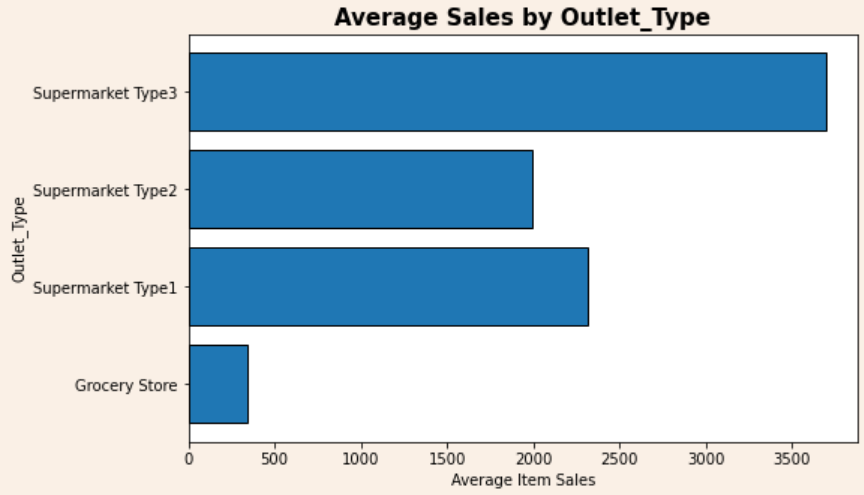 Average Sales by Outlet_Type
Outlet_Type
Supermarket Type3
Supermarket Type2
Supermarket Type1
Grocery Store
0 500 1000 1500 2000 2500 3000 3500
Average Item Sales